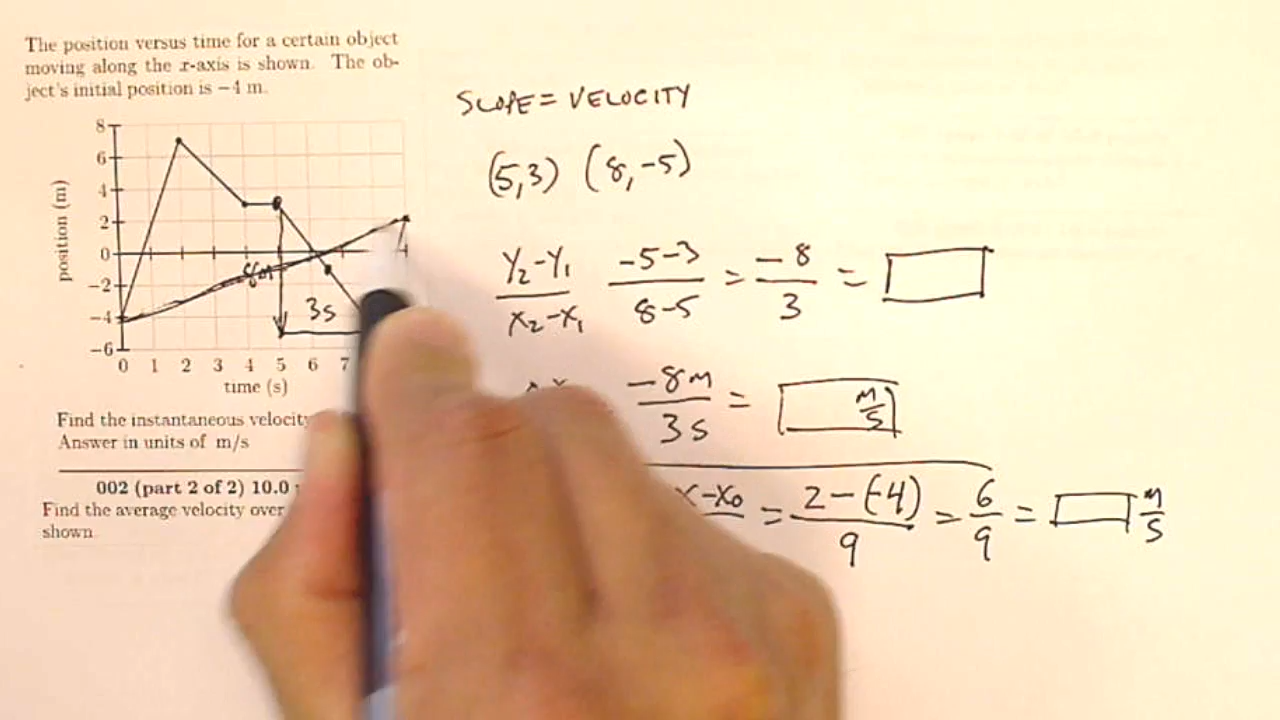 The position versus time for a certain object
moving along the x-axis is shown. The ob-
ject's initial position is −4 m.
8
6
4
2
0
−2
−4
−6
position (m)
8m
3s
0 1 2 3 4 5 6 7
time (s)
Find the instantaneous velocity
Answer in units of m/s
002 (part 2 of 2) 10.0
Find the average velocity over
shown.
SLOPE = VELOCITY
(5,3) (8,-5)
Y2-Y1 / X2-X1 -5-3 / 8-5 = -8 / 3 =
-8m / 3s = m/s
X-X0 = 2-(-4) / 9 = 6 / 9 = m/s